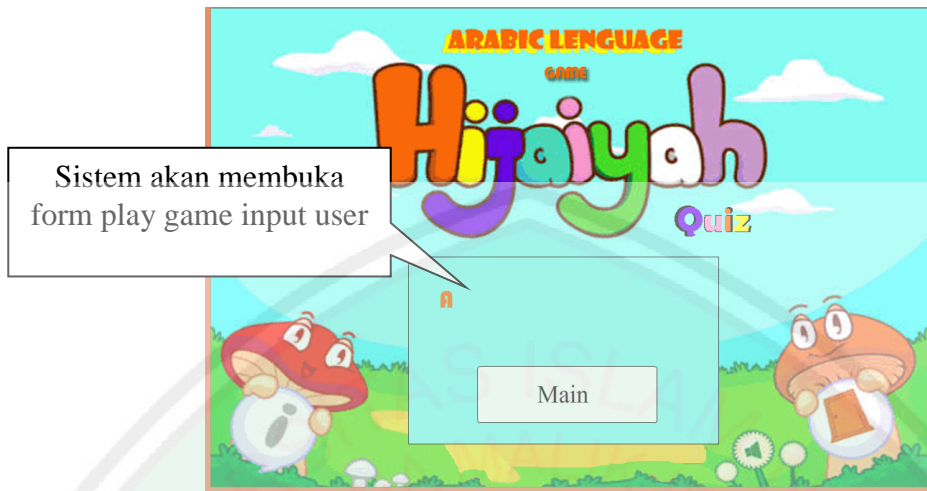 ARABIC LENGUAGE
GAME
Hijaiyah
Quiz
Sistem akan membuka
form play game input user
A
Main